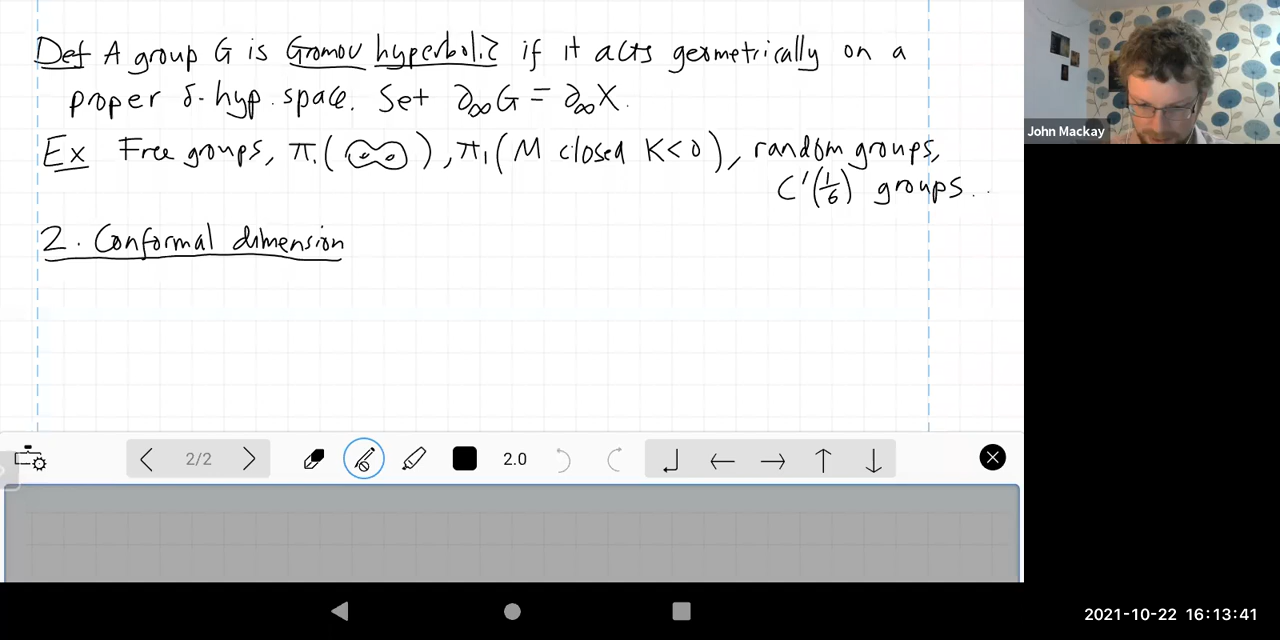 Def A group G is Gromov hyperbolic if it acts geometrically on a
proper δ-hyp. space. Set ∂∞G = ∂∞X.
Ex Free groups, π₁( ), π₁(M closed K<0), random groups,
C'(1/6) groups...
2. Conformal dimension
John Mackay
2/2
2.0
2021-10-22 16:13:41